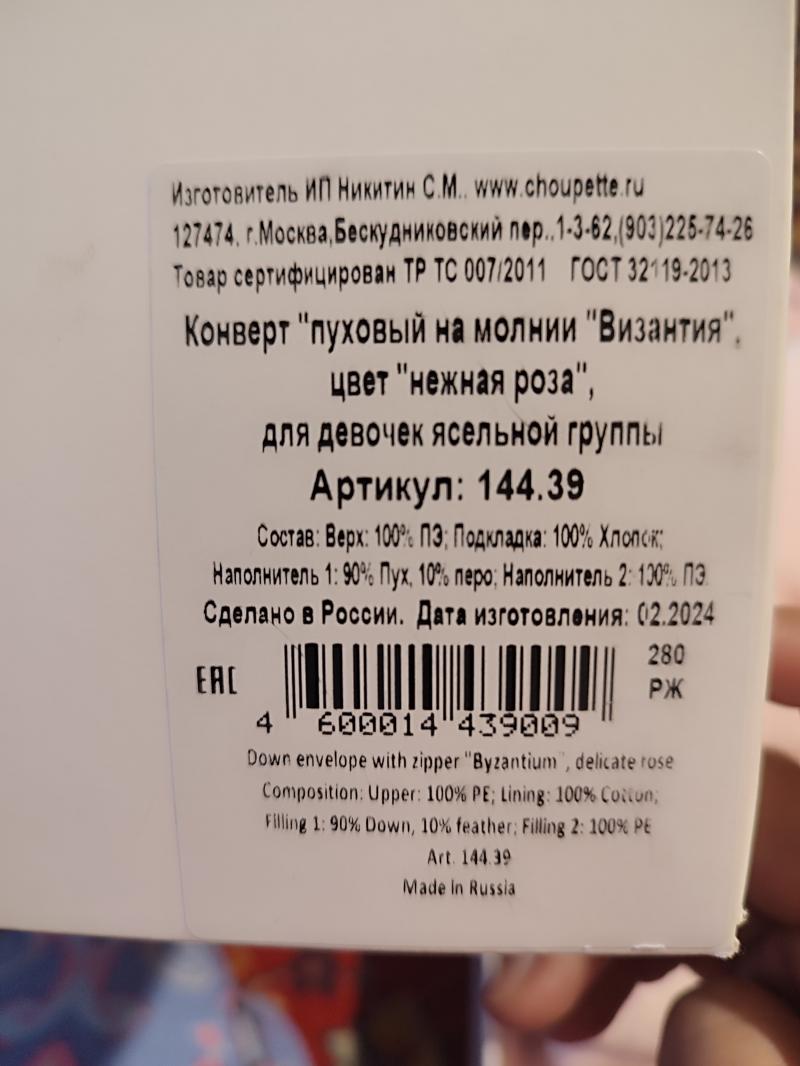 Изготовитель ИП Никитин С.М.. www.choupette.ru
127474, г.Москва,Бескудниковский пер..1-3-62,(903)225-74-26
Товар сертифицирован ТР ТС 007/2011 ГОСТ 32119-2013
Конверт "пуховый на молнии "Византия",
цвет "нежная роза",
для девочек ясельной группы
Артикул: 144.39
Состав: Верх: 100% ПЭ; Подкладка: 100% Хлопок;
Наполнитель 1: 90% Пух, 10% перо; Наполнитель 2: 100% ПЭ
Сделано в России. Дата изготовления: 02.2024
EAC
280
РЖ
4 600014 439009
Down envelope with zipper "Byzantium", delicate rose
Composition: Upper: 100% PE; Lining: 100% Cotton;
Filling 1: 90% Down, 10% feather; Filling 2: 100% PE
Art. 144.39
Made in Russia